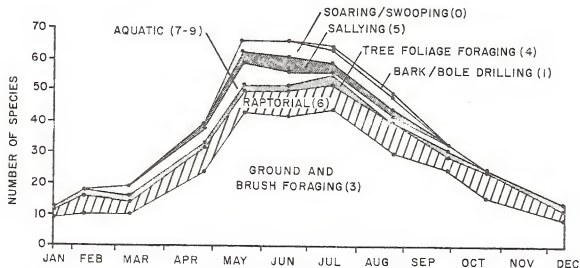 SOARING/SWOOPING (0)
AQUATIC (7-9)
SALLYING (5)
TREE FOLIAGE FORAGING (4)
BARK/BOLE DRILLING (1)
RAPTORIAL (6)
GROUND AND
BRUSH FORAGING (3)
NUMBER OF SPECIES
70
60
50
40
30
20
10
0
JAN FEB MAR APR MAY JUN JUL AUG SEP OCT NOV DEC